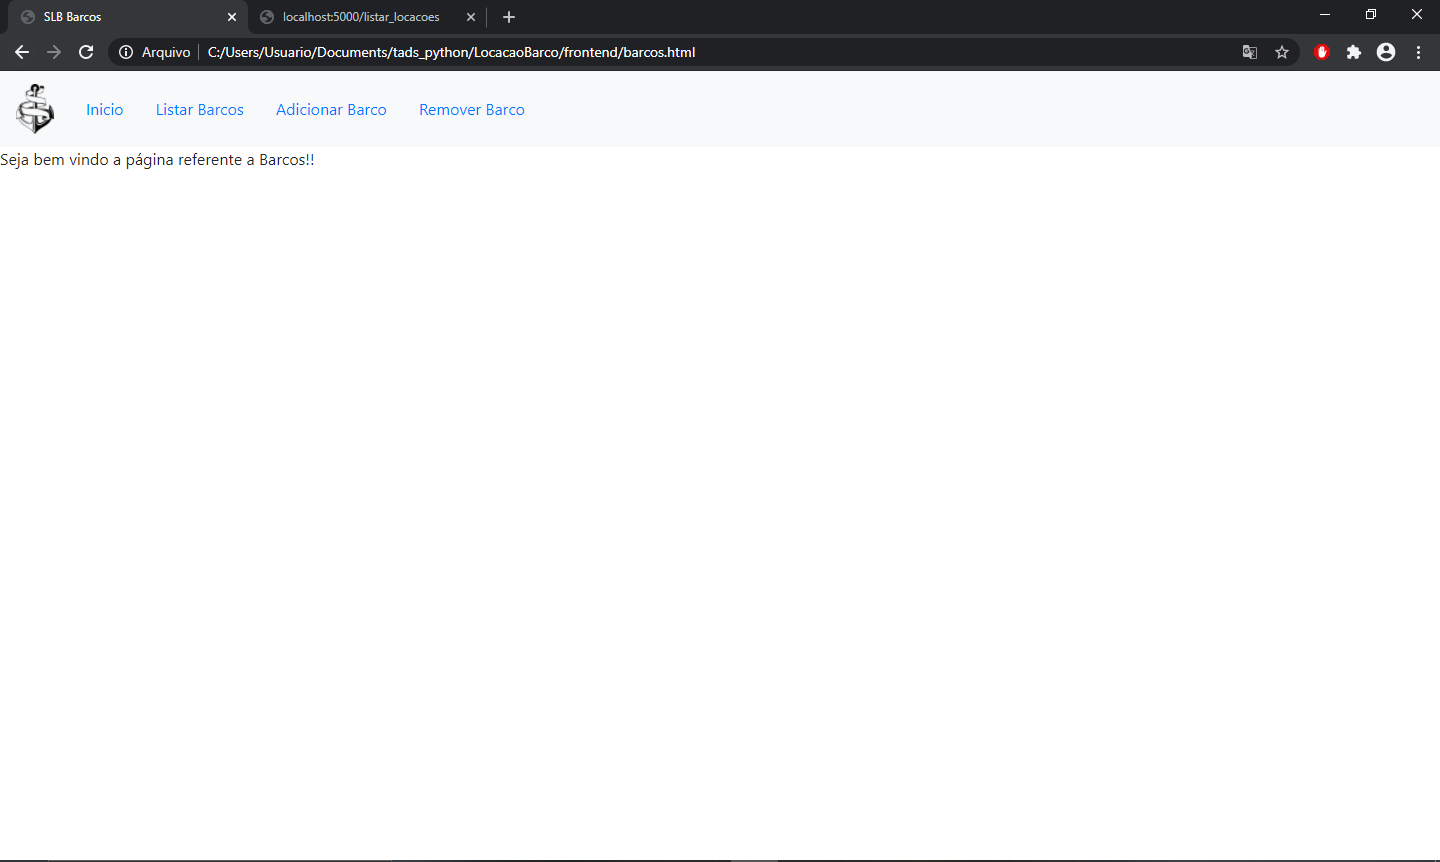 SLB Barcos
localhost:5000/listar_locacoes
Arquivo C:/Users/Usuario/Documents/tads_python/LocacaoBarco/frontend/barcos.html
Inicio Listar Barcos Adicionar Barco Remover Barco
Seja bem vindo a página referente a Barcos!!